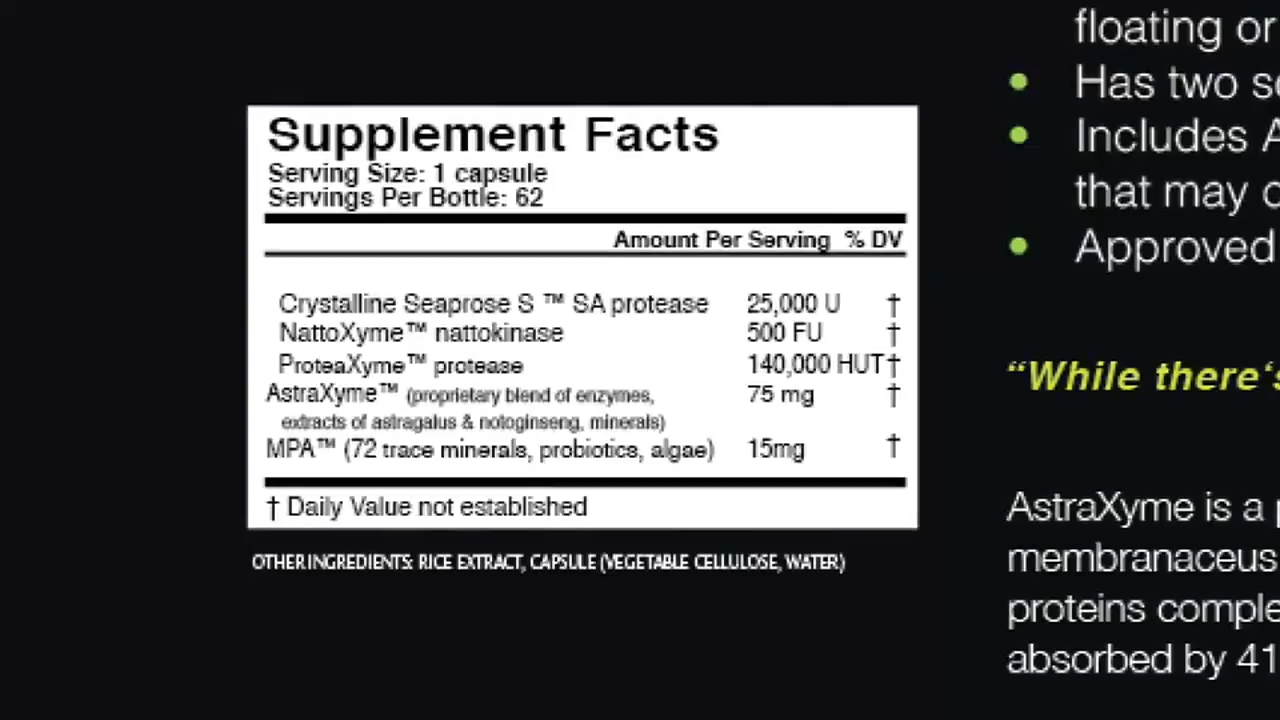 Supplement Facts
Serving Size: 1 capsule
Servings Per Bottle: 62
Amount Per Serving % DV
Crystalline Seaprose S ™ SA protease 25,000 U †
NattoXyme™ nattokinase 500 FU †
ProteaXyme™ protease 140,000 HUT †
AstraXyme™ (proprietary blend of enzymes, 75 mg †
extracts of astragalus & notoginseng, minerals)
MPA™ (72 trace minerals, probiotics, algae) 15mg †
† Daily Value not established
OTHER INGREDIENTS: RICE EXTRACT, CAPSULE (VEGETABLE CELLULOSE, WATER)
floating or
• Has two
• Includes
that may
• Approved
“While there‘s
AstraXyme is a
membranaceus
proteins
absorbed by 41